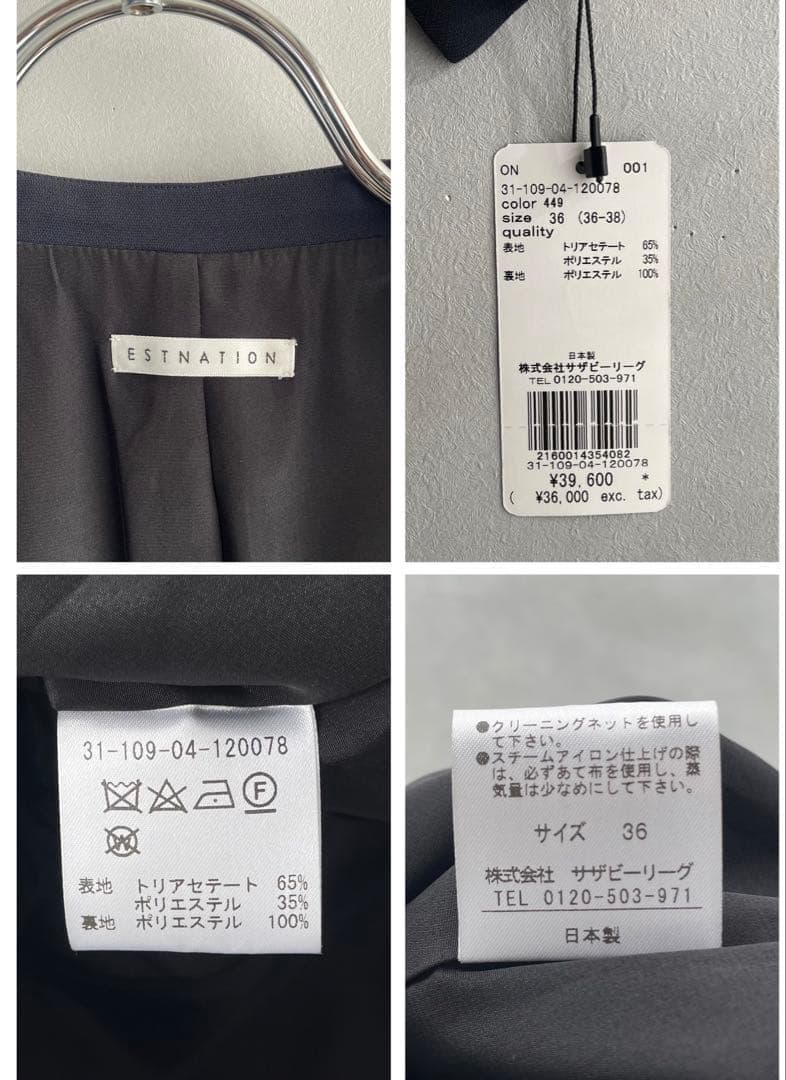 ESTNATION
ON 001
31-109-04-120078
color 449
size 36 (36-38)
quality
表地 トリアセテート 65%
ポリエステル 35%
裏地 ポリエステル 100%
日本製
株式会社サザビーリーグ
TEL 0120-503-971
2160014354082
31-109-04-120078
¥39,600 *
( ¥36,000 exc. tax)
31-109-04-120078
F
W
表地 トリアセテート 65%
ポリエステル 35%
裏地 ポリエステル 100%
●クリーニングネットを使用し
て下さい。
●スチームアイロン仕上げの際
は、必ずあて布を使用し、蒸
気量は少なめにして下さい。
サイズ 36
株式会社 サザビーリーグ
TEL 0120-503-971
日本製